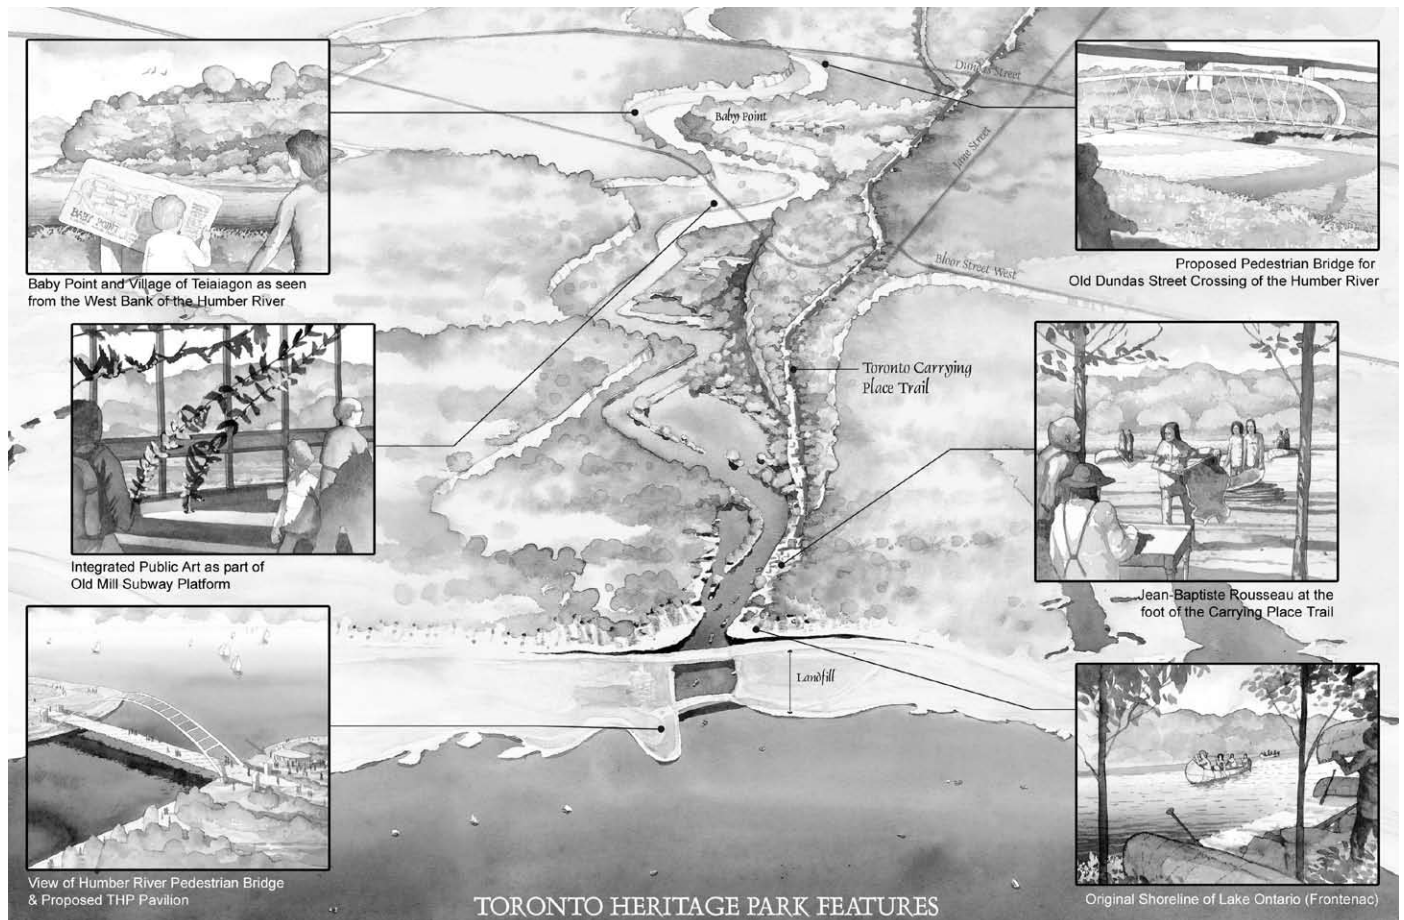 Dundas Street
Baby Point
Jane Street
BABY POINT
Baby Point and Village of Teiaiagon as seen
from the West Bank of the Humber River
Proposed Pedestrian Bridge for
Old Dundas Street Crossing of the Humber River
Bloor Street West
Toronto Carrying
Place Trail
Integrated Public Art as part of
Old Mill Subway Platform
Jean-Baptiste Rousseau at the
foot of the Carrying Place Trail
Landfill
View of Humber River Pedestrian Bridge
& Proposed THP Pavilion
Original Shoreline of Lake Ontario (Frontenac)
TORONTO HERITAGE PARK FEATURES